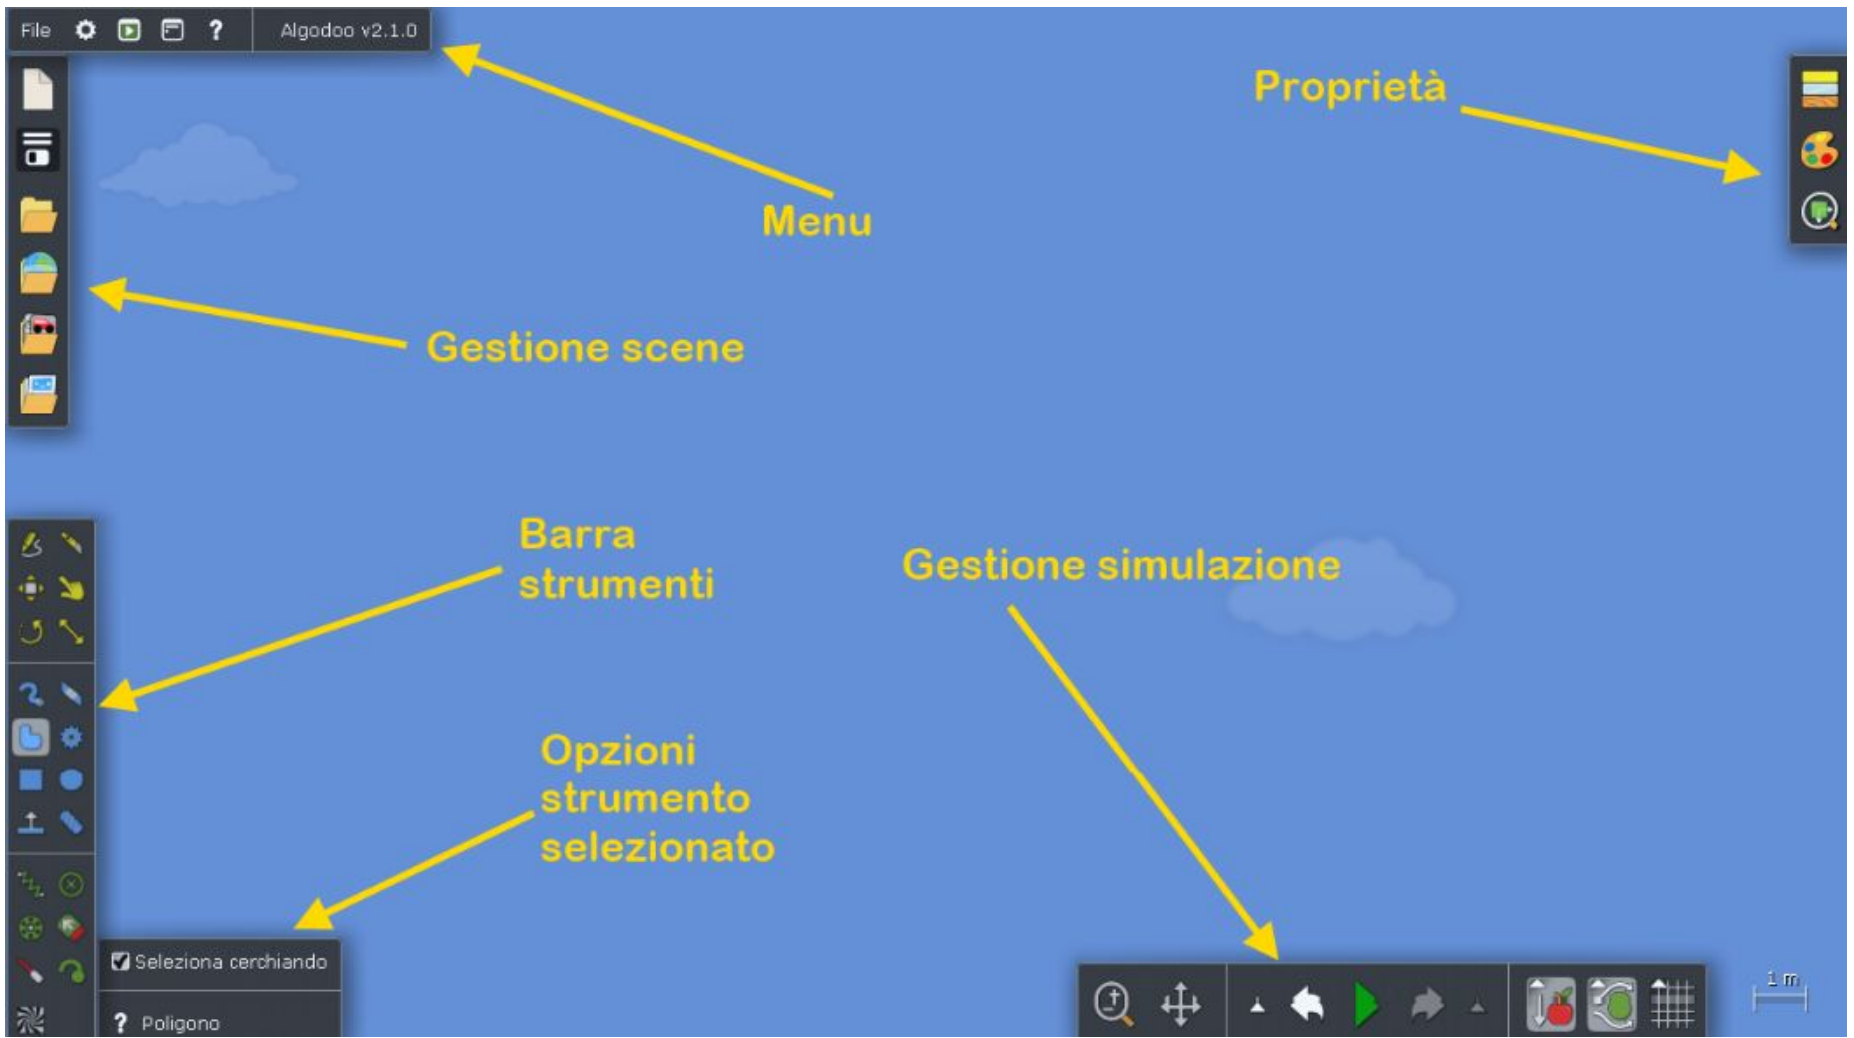 File ? Algodoo v2.1.0
Proprietà
Menu
Gestione scene
Barra
strumenti
Gestione simulazione
Opzioni
strumento
selezionato
Seleziona cerchiando
? Poligono
1 m